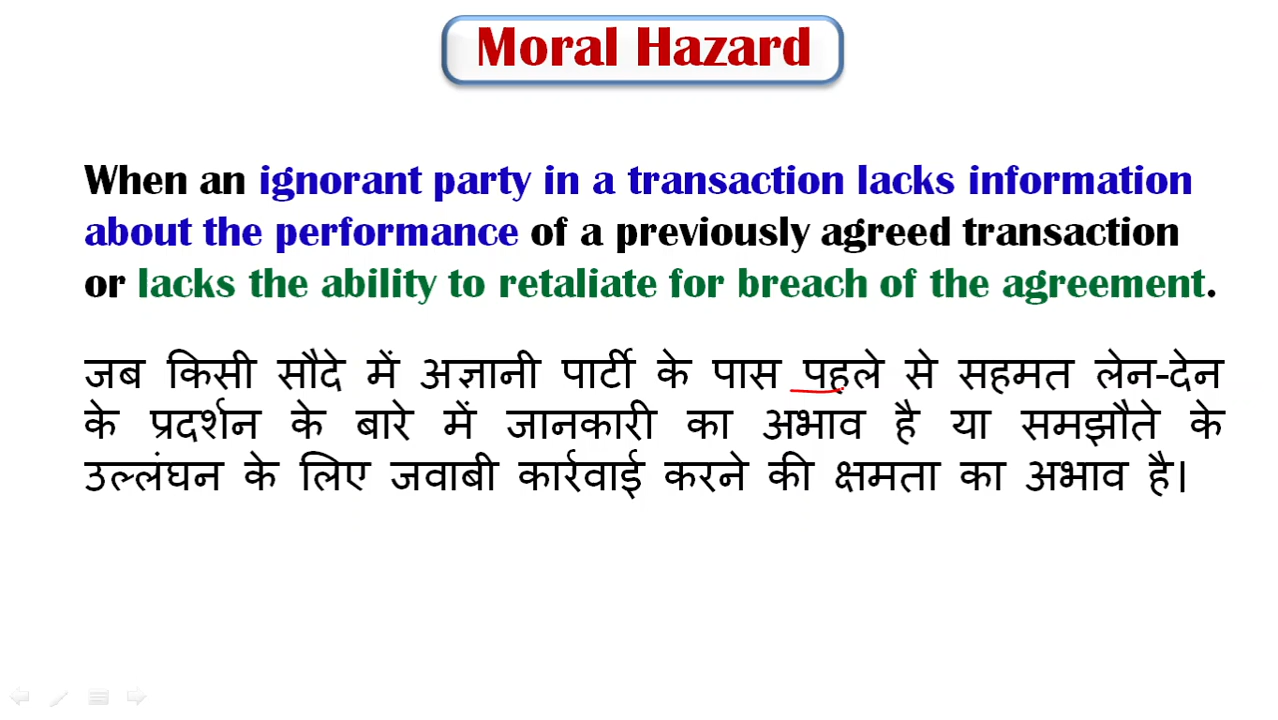 Moral Hazard
When an ignorant party in a transaction lacks information
about the performance of a previously agreed transaction
or lacks the ability to retaliate for breach of the agreement.
जब किसी सौदे में अज्ञानी पार्टी के पास पहले से सहमत लेन-देन
के प्रदर्शन के बारे में जानकारी का अभाव है या समझौते के
उल्लंघन के लिए जवाबी कार्रवाई करने की क्षमता का अभाव है।